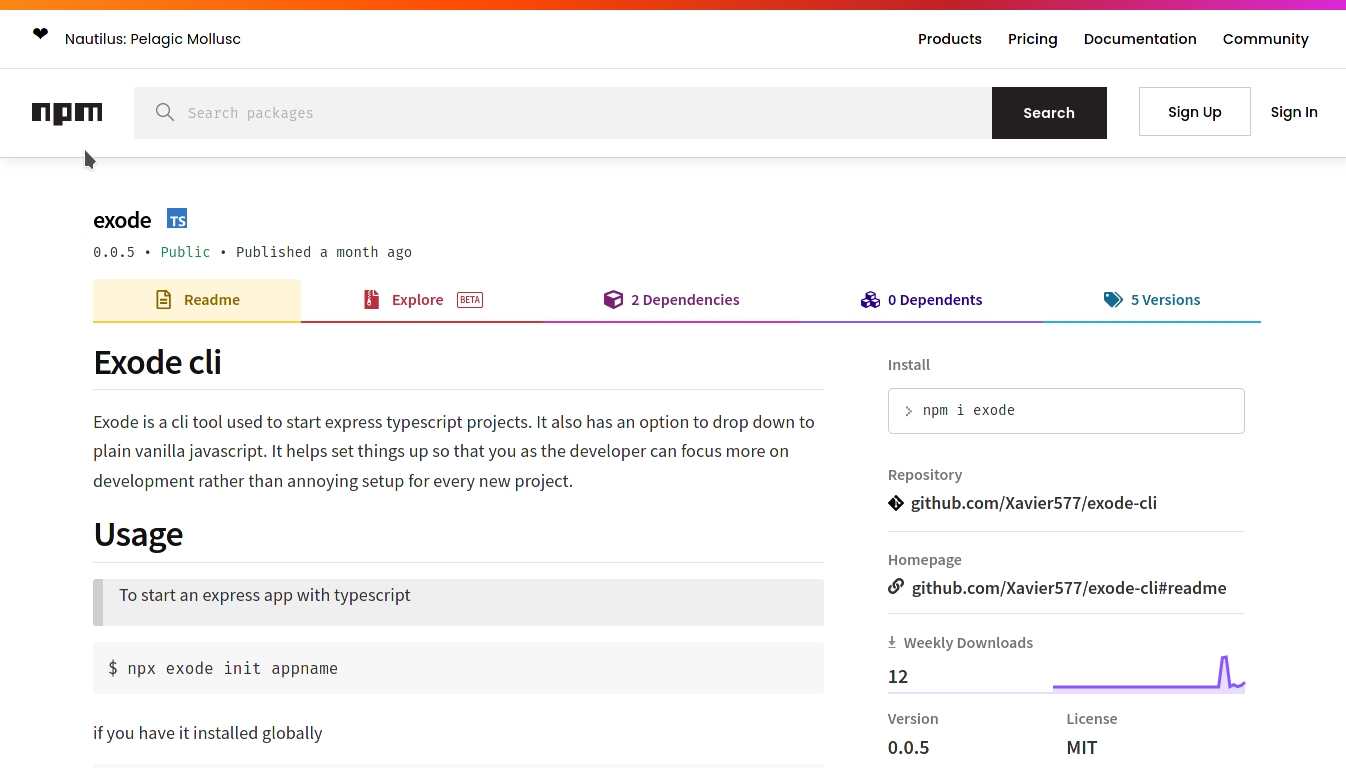 ❤ Nautilus: Pelagic Mollusc
Products Pricing Documentation Community
npm
Search packages
Search
Sign Up
Sign In
exode TS
0.0.5 • Public • Published a month ago
Readme
Explore BETA
2 Dependencies
0 Dependents
5 Versions
Exode cli
Exode is a cli tool used to start express typescript projects. It also has an option to drop down to
plain vanilla javascript. It helps set things up so that you as the developer can focus more on
development rather than annoying setup for every new project.
Usage
To start an express app with typescript
$ npx exode init appname
if you have it installed globally
Install
npm i exode
Repository
github.com/Xavier577/exode-cli
Homepage
github.com/Xavier577/exode-cli#readme
Weekly Downloads
12
Version
0.0.5
License
MIT